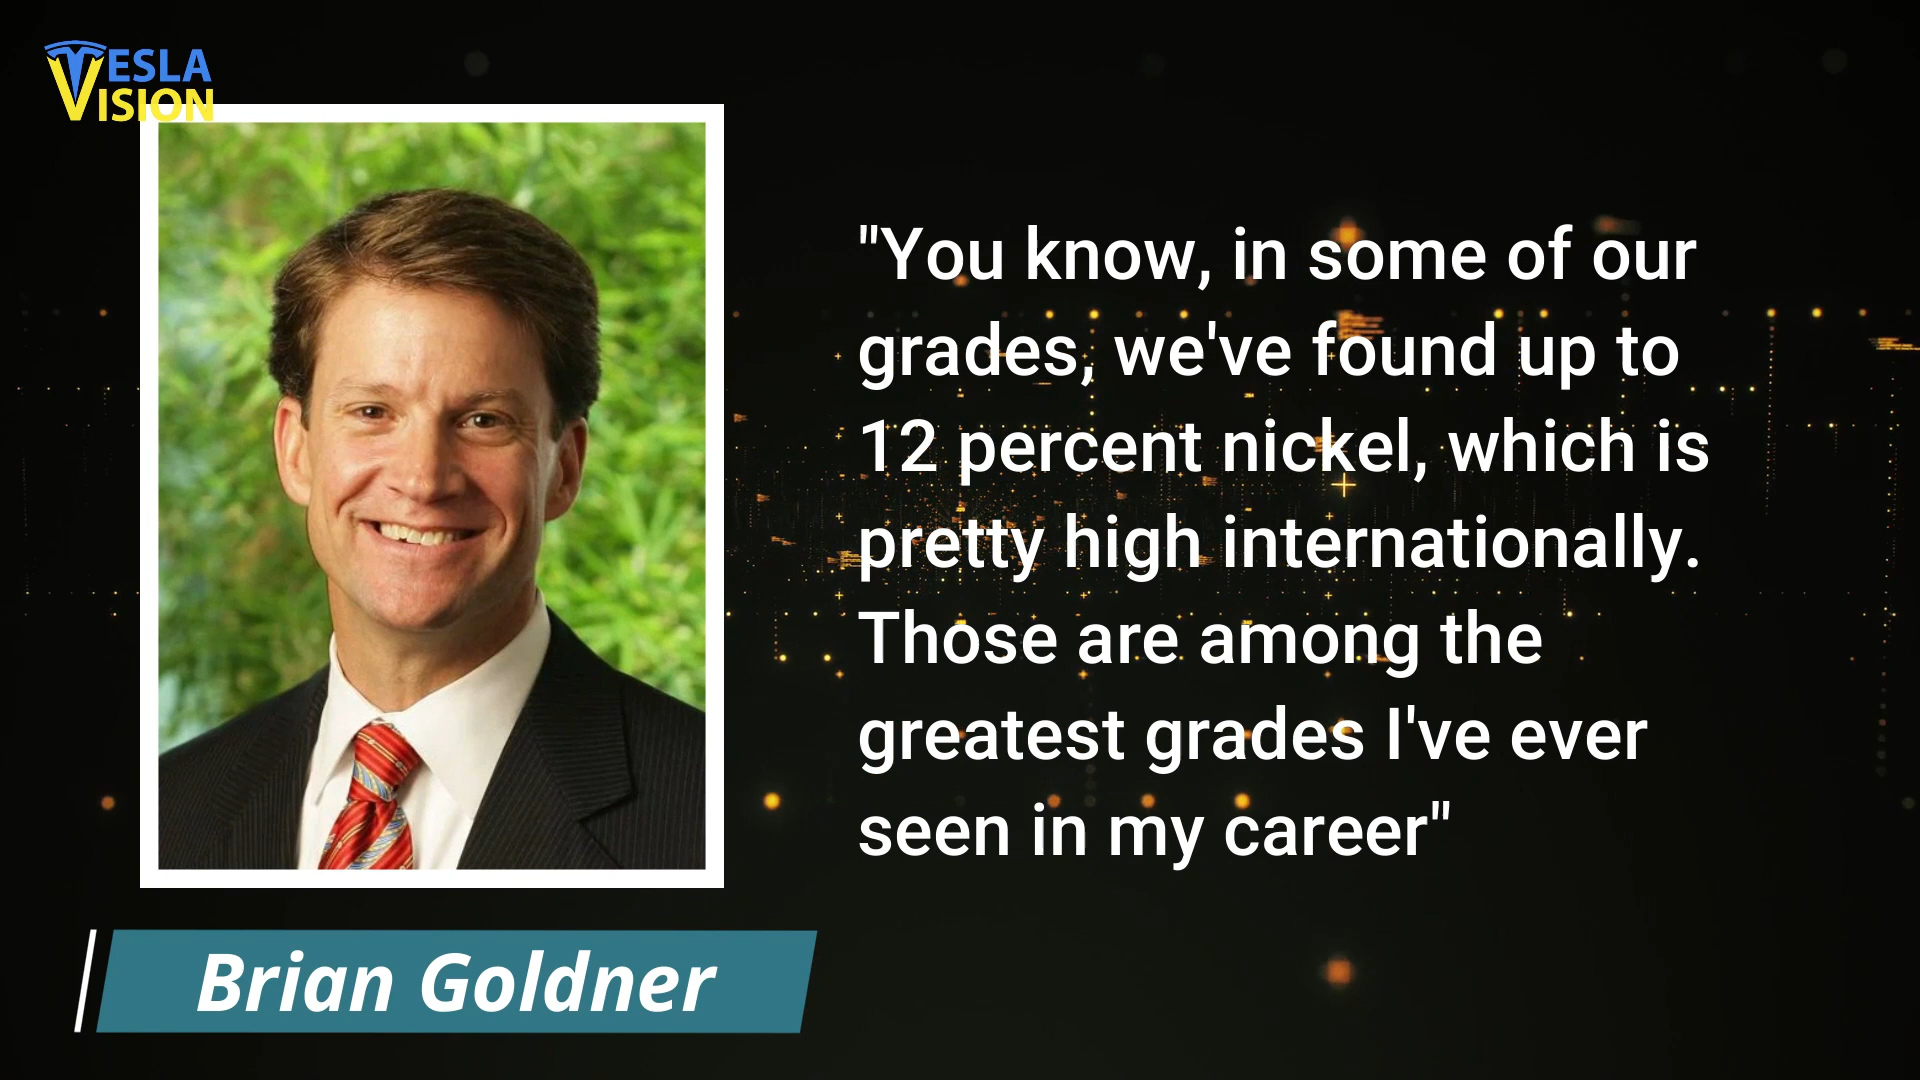 TESLA
VISION
"You know, in some of our
grades, we've found up to
12 percent nickel, which is
pretty high internationally.
Those are among the
greatest grades I've ever
seen in my career"
Brian Goldner